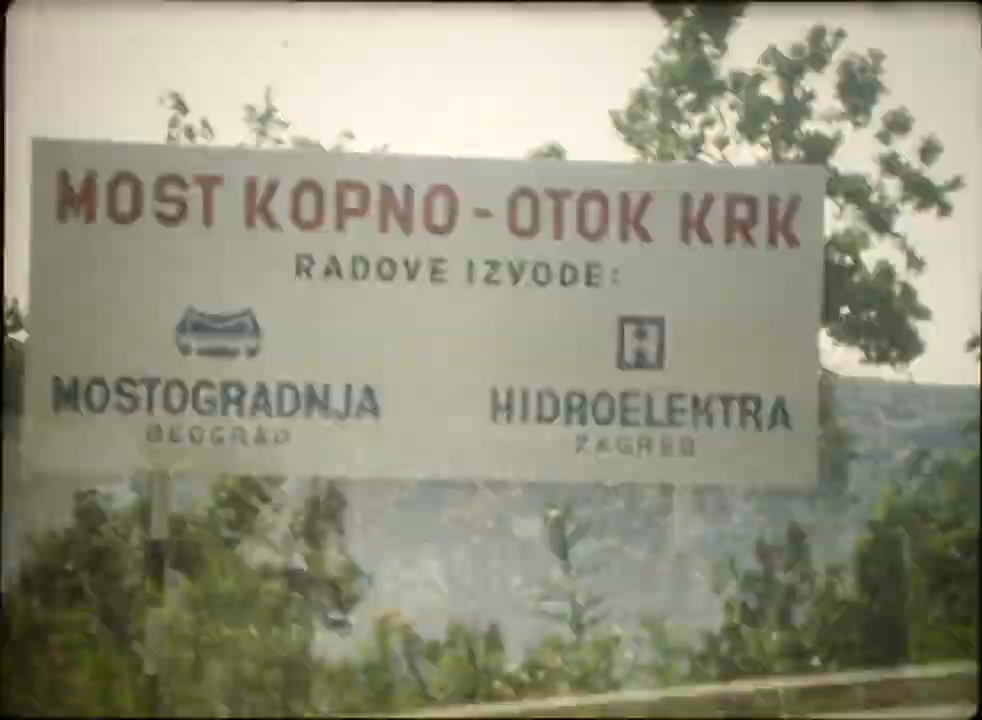 MOST KOPNO - OTOK KRK
RADOVE IZVODE:
MOSTOGRADNJA
BEOGRAD
HIDROELEKTRA
ZAGREB